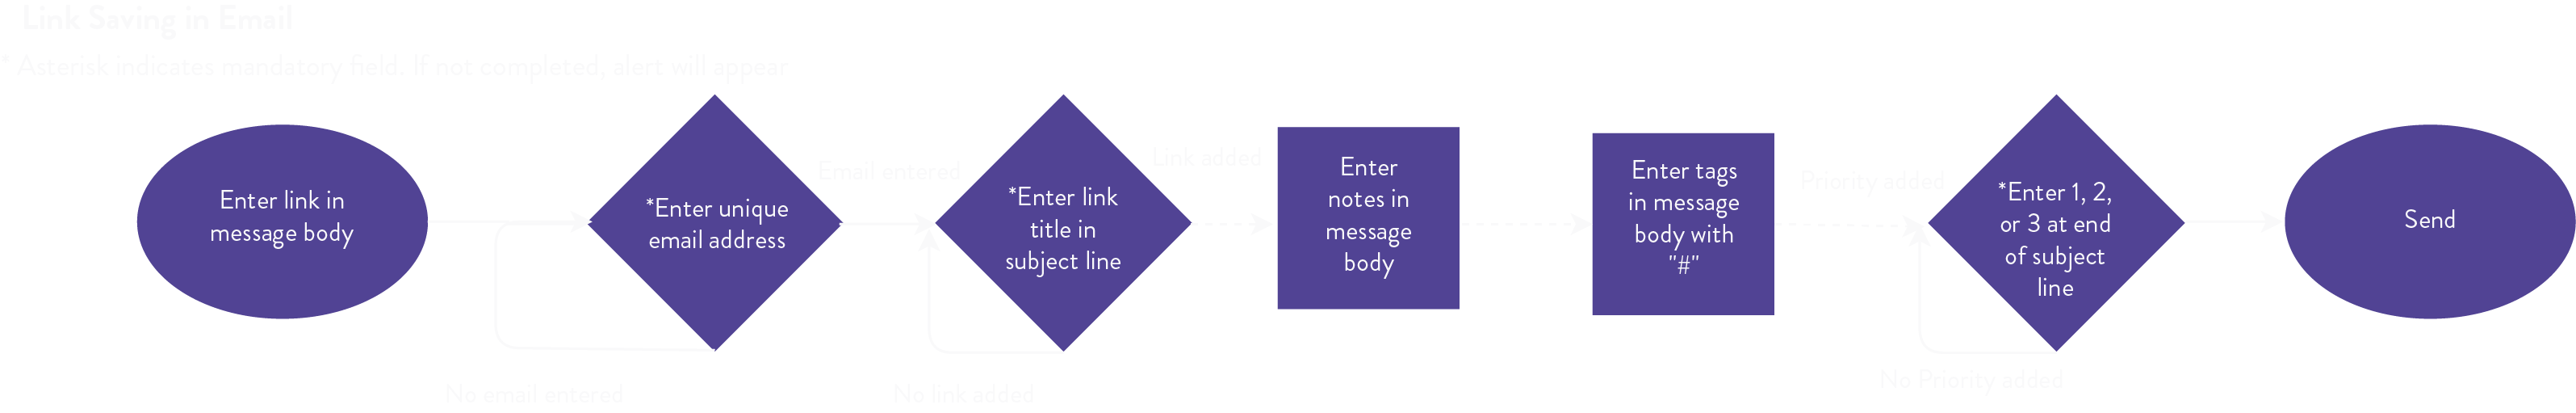 Link Saving in Email
* Asterisk indicates mandatory field. If not completed, alert will appear
Enter link in
message body
No email entered
*Enter unique
email address
Email entered
*Enter link
title in
subject line
No link added
Link added
Enter
notes in
message
body
Enter tags
in message
body with
"#"
Priority added
*Enter 1, 2,
or 3 at end
of subject
line
No Priority added
Send